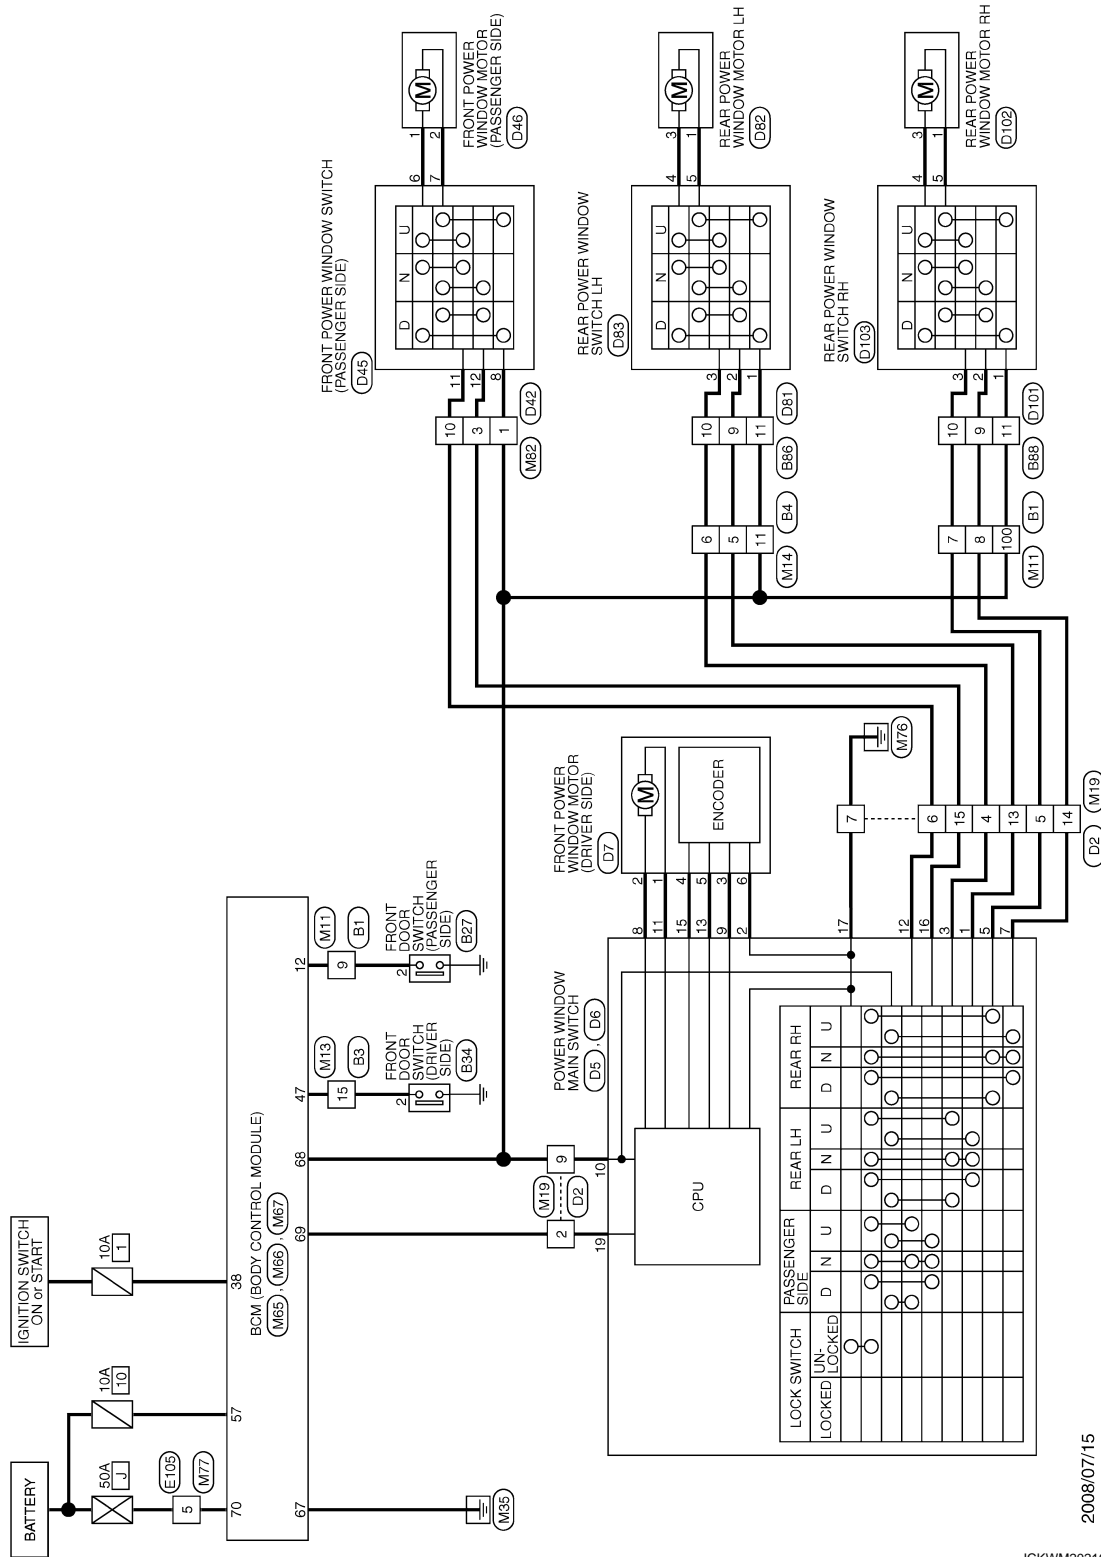 IGNITION SWITCH
ON or START
BATTERY
10A
1
10A
10
50A
J
E105
M77
5
38
57
70
BCM (BODY CONTROL MODULE)
M65 , M66 , M67
12
47
68
69
67
M35
M11
B1
9
FRONT
DOOR
SWITCH
(PASSENGER
SIDE)
B27
2
M13
B3
15
FRONT
DOOR
SWITCH
(DRIVER
SIDE)
B34
2
9
M19
D2
2
10
19
POWER WINDOW
MAIN SWITCH
D5 , D6
CPU
8
11
15
13
9
2
17
12
16
3
1
5
7
FRONT POWER
WINDOW MOTOR
(DRIVER SIDE)
D7
M
ENCODER
2
1
4
5
3
6
7
M76
6
15
4
13
5
14
D2
M19
LOCK SWITCH
LOCKED
UN-
LOCKED
PASSENGER
SIDE
D
N
U
REAR LH
D
N
U
REAR RH
D
N
U
FRONT POWER WINDOW SWITCH
(PASSENGER SIDE)
D45
D
N
U
11
12
8
6
7
10
3
1
M82
D42
1
2
M
FRONT POWER
WINDOW MOTOR
(PASSENGER SIDE)
D46
REAR POWER WINDOW
SWITCH LH
D83
D
N
U
3
2
1
4
5
10
9
11
B86
D81
6
5
11
M14
B4
3
1
M
REAR POWER
WINDOW MOTOR LH
D82
REAR POWER WINDOW
SWITCH RH
D103
D
N
U
3
2
1
4
5
10
9
11
B88
D101
7
8
100
M11
B1
3
1
M
REAR POWER
WINDOW MOTOR RH
D102
2008/07/15